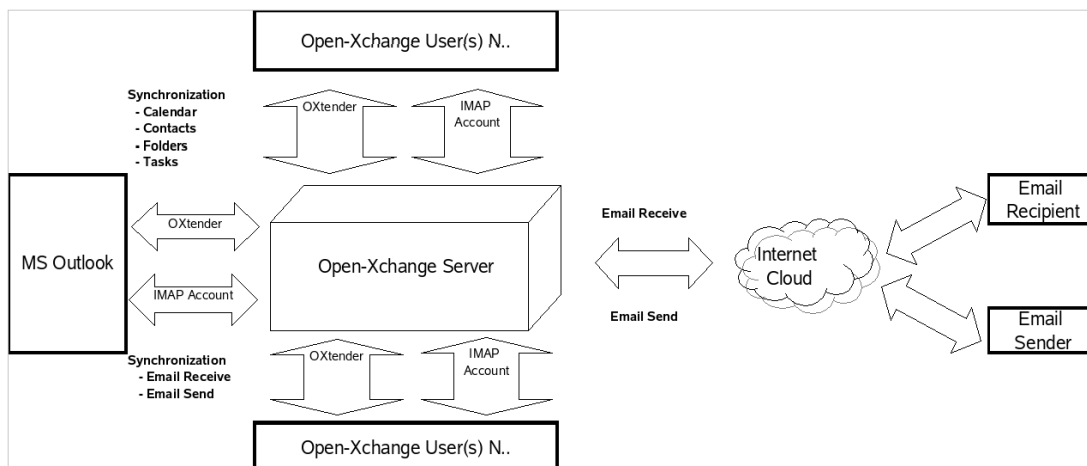 Open-Xchange User(s) N..
Synchronization
- Calendar
- Contacts
- Folders
- Tasks
OXtender
IMAP
Account
MS Outlook
OXtender
IMAP Account
Open-Xchange Server
Email Receive
Email Send
Internet
Cloud
Email
Recipient
Email
Sender
Synchronization
- Email Receive
- Email Send
OXtender
IMAP
Account
Open-Xchange User(s) N..